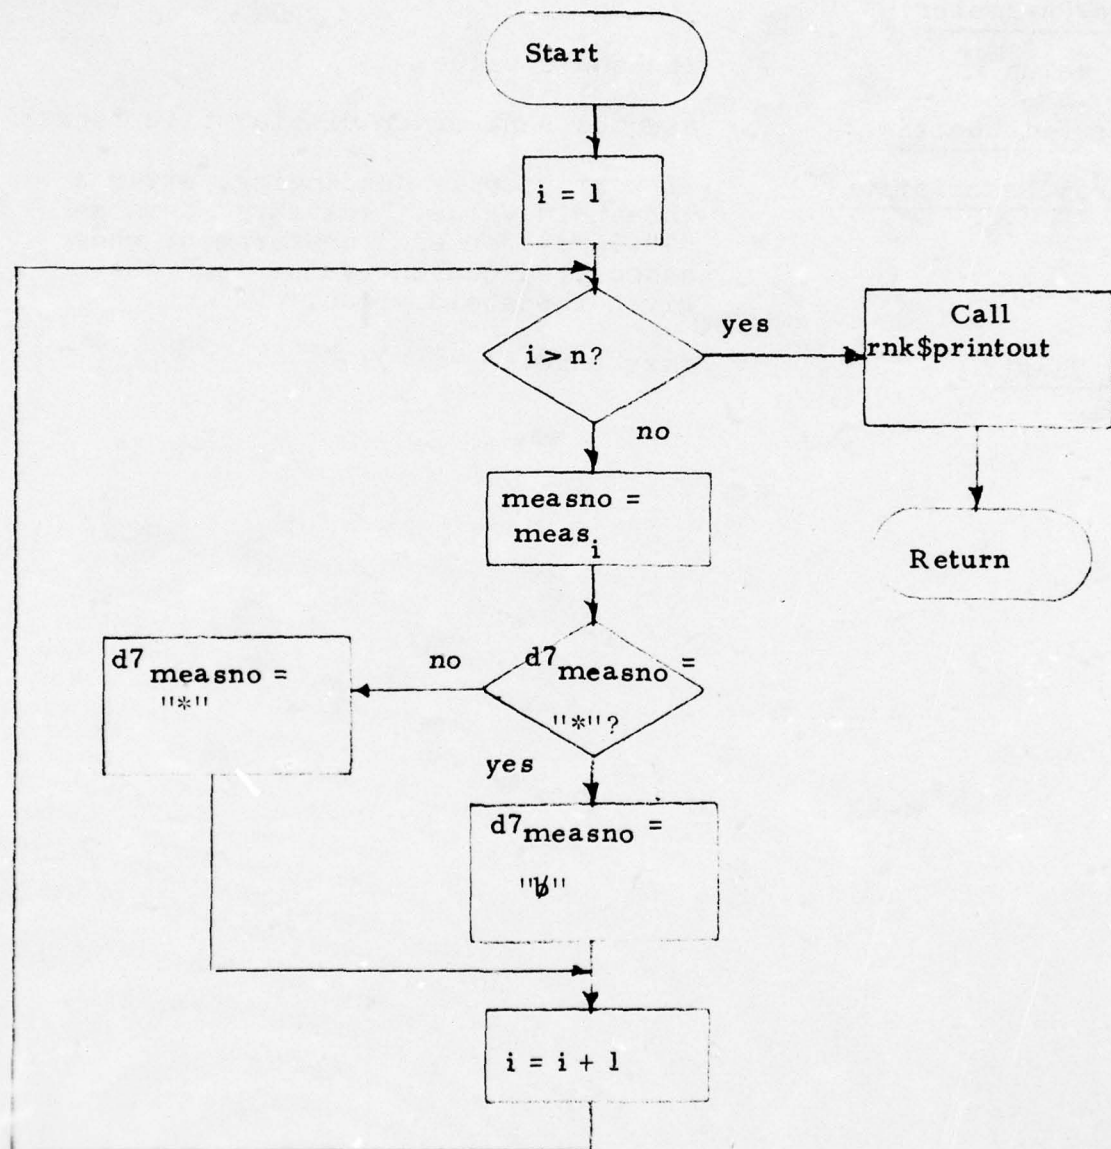 Start
i = 1
i > n?
yes
Call
rnk$printout
no
measno =
meas i
Return
d7 measno =
"*"
no
d7 measno =
"*"?
yes
d7 measno =
"b̸"
i = i + 1